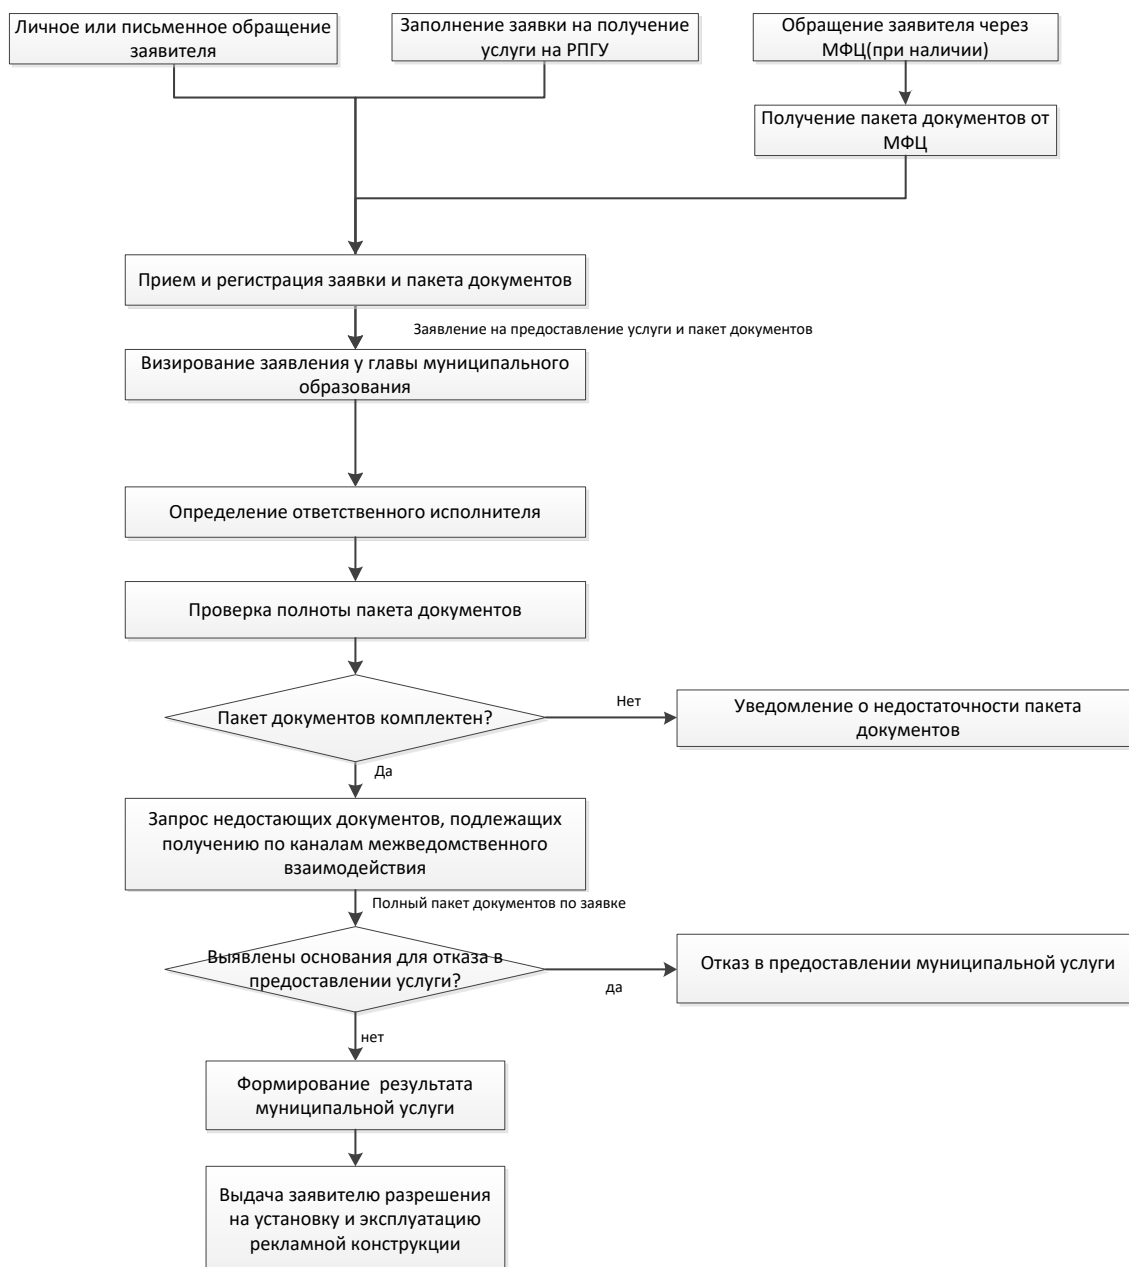 Личное или письменное обращение
заявителя
Заполнение заявки на получение
услуги на РПГУ
Обращение заявителя через
МФЦ(при наличии)
Получение пакета документов от
МФЦ
Прием и регистрация заявки и пакета документов
Заявление на предоставление услуги и пакет документов
Визирование заявления у главы муниципального
образования
Определение ответственного исполнителя
Проверка полноты пакета документов
Пакет документов комплектен?
Нет
Уведомление о недостаточности пакета
документов
Да
Запрос недостающих документов, подлежащих
получению по каналам межведомственного
взаимодействия
Полный пакет документов по заявке
Выявлены основания для отказа в
предоставлении услуги?
да
Отказ в предоставлении муниципальной услуги
нет
Формирование результата
муниципальной услуги
Выдача заявителю разрешения
на установку и эксплуатацию
рекламной конструкции